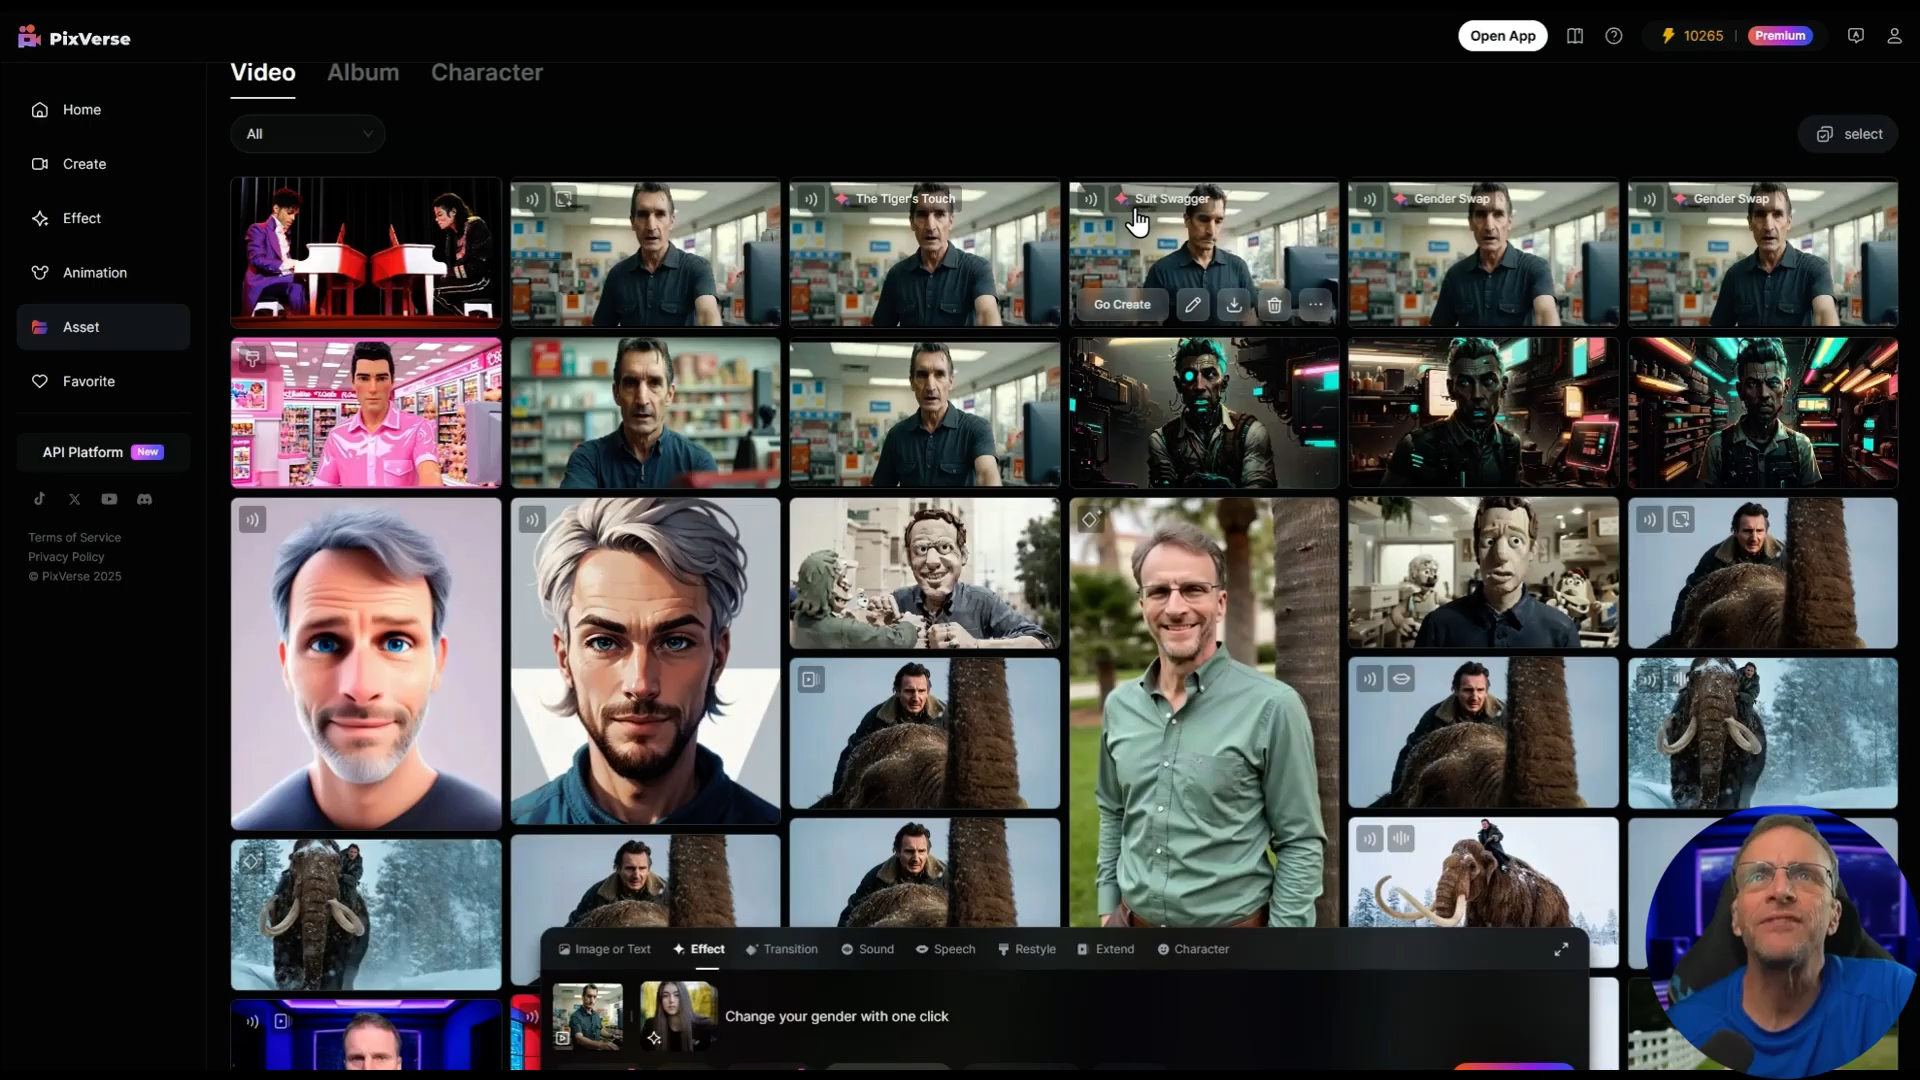 PixVerse
Open App
10265
Premium
Video
Album
Character
All
select
Home
Create
Effect
Animation
Asset
Favorite
API Platform
New
Terms of Service
Privacy Policy
© PixVerse 2025
The Tiger's Touch
Suit Swagger
Gender Swap
Gender Swap
Go Create
Image or Text
Effect
Transition
Sound
Speech
Restyle
Extend
Character
Change your gender with one click